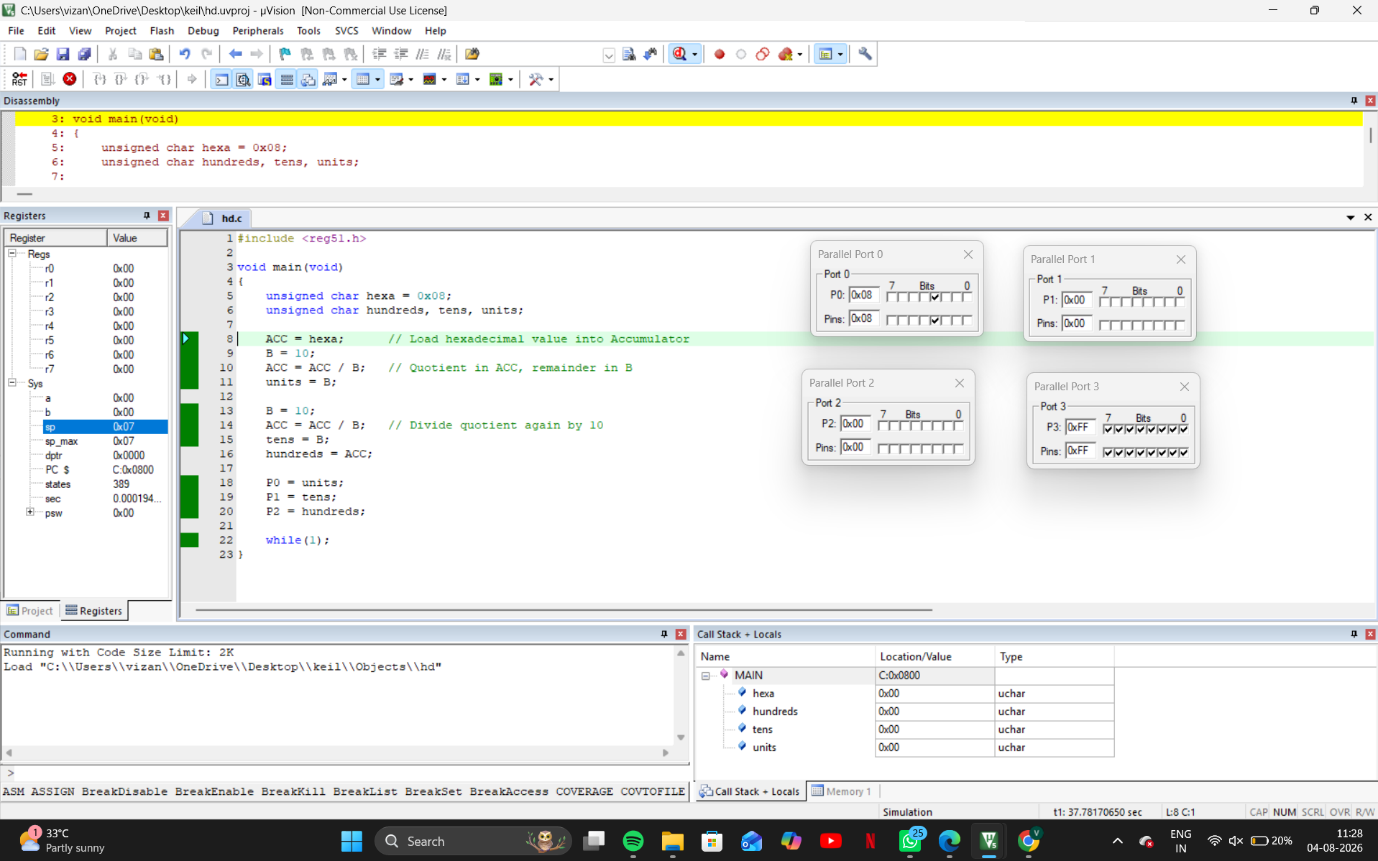 C:\Users\vizan\OneDrive\Desktop\keil\hd.uvproj - µVision [Non-Commercial Use License]
File Edit View Project Flash Debug Peripherals Tools SVCS Window Help
RST
Disassembly
3: void main(void)
4: {
5: unsigned char hexa = 0x08;
6: unsigned char hundreds, tens, units;
7:
Registers
Register Value
Regs
r0 0x00
r1 0x00
r2 0x00
r3 0x00
r4 0x00
r5 0x00
r6 0x00
r7 0x00
Sys
a 0x00
b 0x00
sp 0x07
sp_max 0x07
dptr 0x0000
PC $ C:0x0800
states 389
sec 0.000194...
psw 0x00
Project Registers
hd.c
1 #include <reg51.h>
2
3 void main(void)
4 {
5 unsigned char hexa = 0x08;
6 unsigned char hundreds, tens, units;
7
8 ACC = hexa; // Load hexadecimal value into Accumulator
9 B = 10;
10 ACC = ACC / B; // Quotient in ACC, remainder in B
11 units = B;
12
13 B = 10;
14 ACC = ACC / B; // Divide quotient again by 10
15 tens = B;
16 hundreds = ACC;
17
18 P0 = units;
19 P1 = tens;
20 P2 = hundreds;
21
22 while(1);
23 }
Parallel Port 0
Port 0
7 Bits 0
P0: 0x08
Pins: 0x08
Parallel Port 1
Port 1
7 Bits 0
P1: 0x00
Pins: 0x00
Parallel Port 2
Port 2
7 Bits 0
P2: 0x00
Pins: 0x00
Parallel Port 3
Port 3
7 Bits 0
P3: 0xFF
Pins: 0xFF
Command
Running with Code Size Limit: 2K
Load "C:\\Users\\vizan\\OneDrive\\Desktop\\keil\\Objects\\hd"
>
ASM ASSIGN BreakDisable BreakEnable BreakKill BreakList BreakSet BreakAccess COVERAGE COVTOFILE
Call Stack + Locals
Name Location/Value Type
MAIN C:0x0800
hexa 0x00 uchar
hundreds 0x00 uchar
tens 0x00 uchar
units 0x00 uchar
Call Stack + Locals Memory 1
Simulation t1: 37.78170650 sec L:8 C:1 CAP NUM SCRL OVR R/W
1
33°C
Partly sunny
Search
25
V
ENG
IN
20%
11:28
04-08-2026